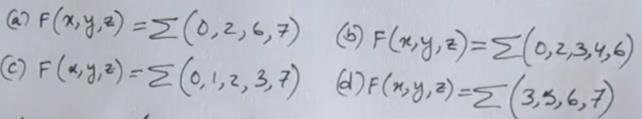 (a) F(x,y,z) = ∑(0,2,6,7) (b) F(x,y,z) = ∑(0,2,3,4,6)
(c) F(x,y,z) = ∑(0,1,2,3,7) (d) F(x,y,z) = ∑(3,5,6,7)